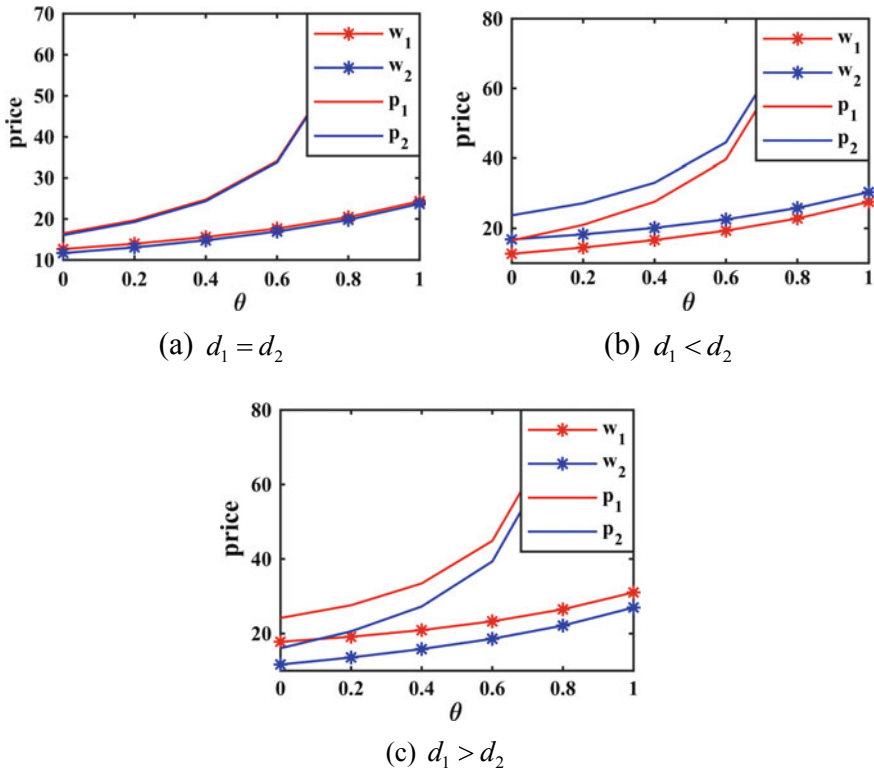 70
60
50
40
30
20
10
price
0 0.2 0.4 0.6 0.8 1
θ
w₁
w₂
p₁
p₂
(a) d₁ = d₂
80
60
40
20
price
0 0.2 0.4 0.6 0.8 1
θ
w₁
w₂
p₁
p₂
(b) d₁ < d₂
80
60
40
20
price
0 0.2 0.4 0.6 0.8 1
θ
w₁
w₂
p₁
p₂
(c) d₁ > d₂